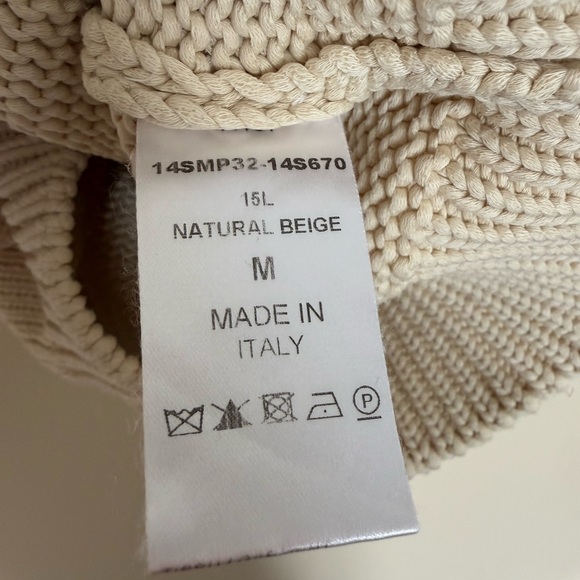 14SMP32-14S670
15L
NATURAL BEIGE
M
MADE IN
ITALY
P